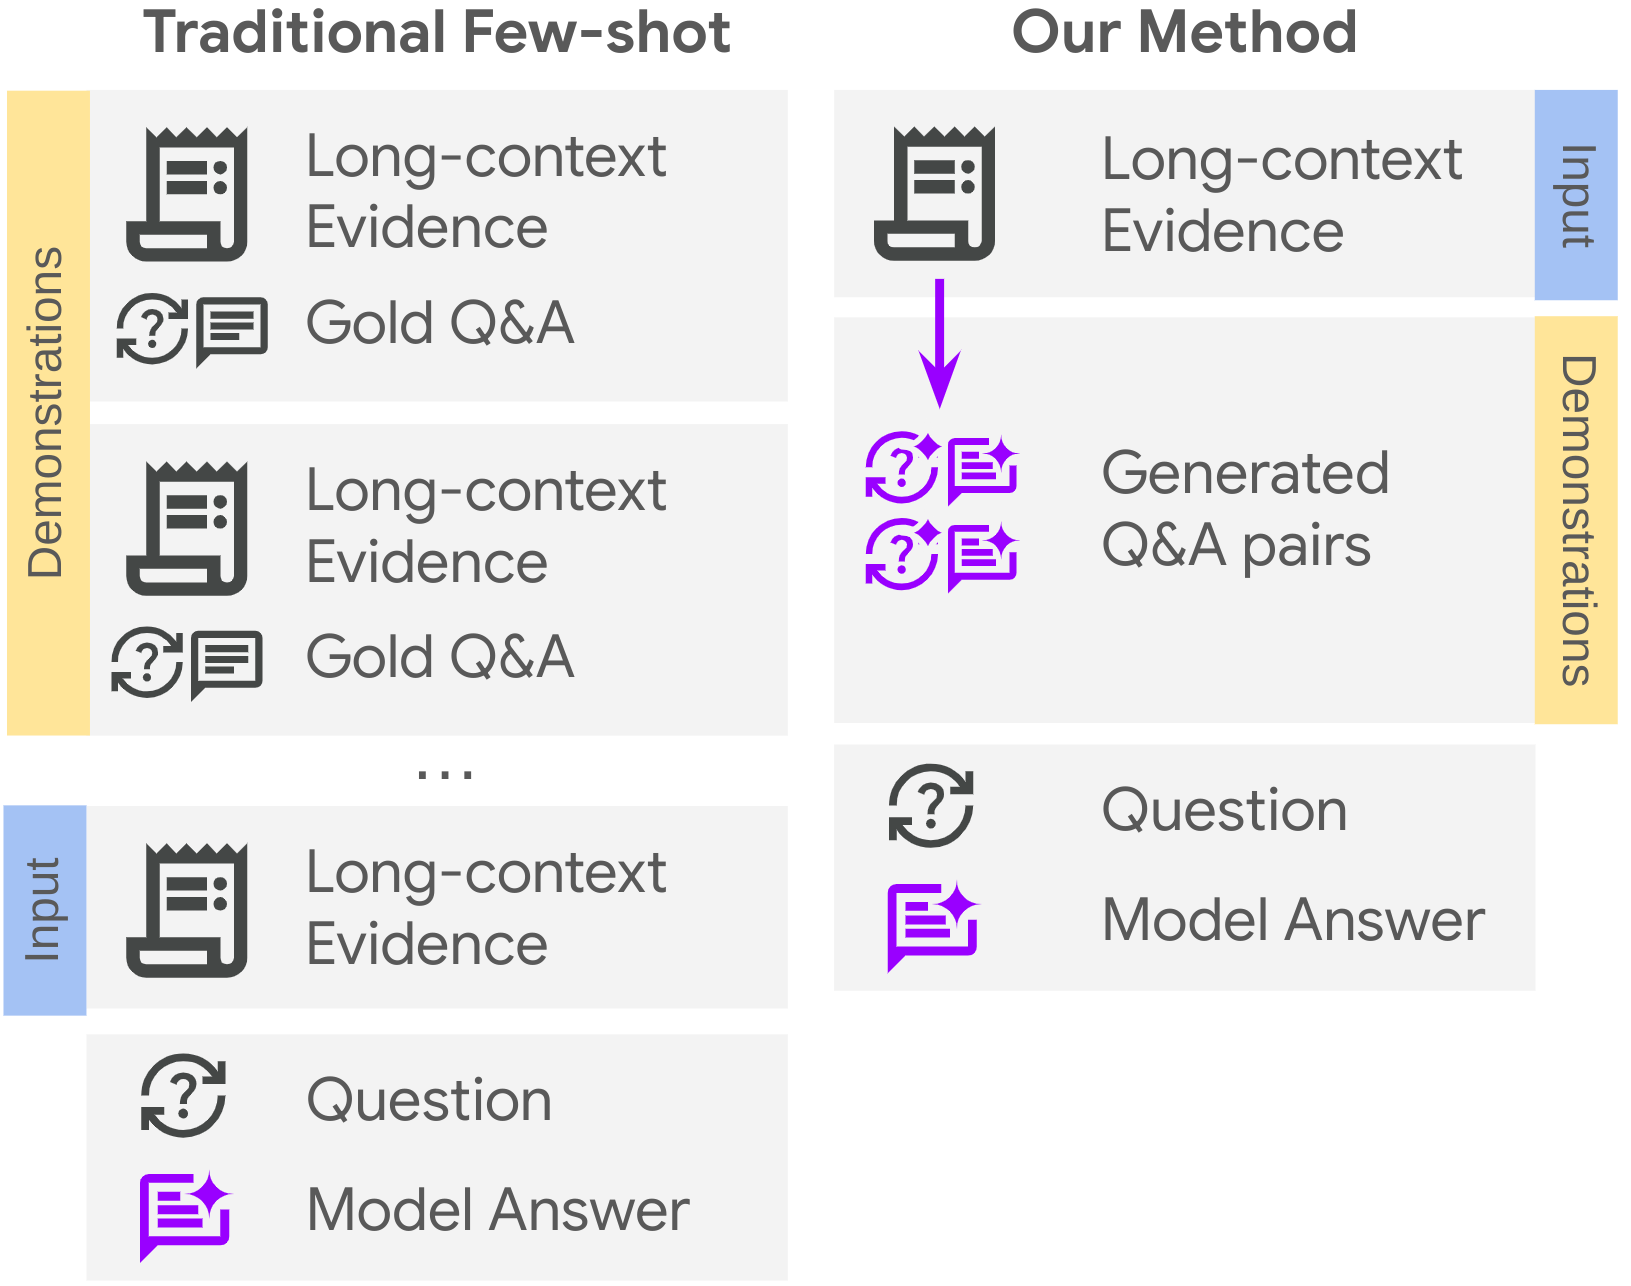 Traditional Few-shot
Demonstrations
Long-context
Evidence
Gold Q&A
Long-context
Evidence
Gold Q&A
...
Input
Long-context
Evidence
Question
Model Answer
Our Method
Long-context
Evidence
Input
Generated
Q&A pairs
Demonstrations
Question
Model Answer